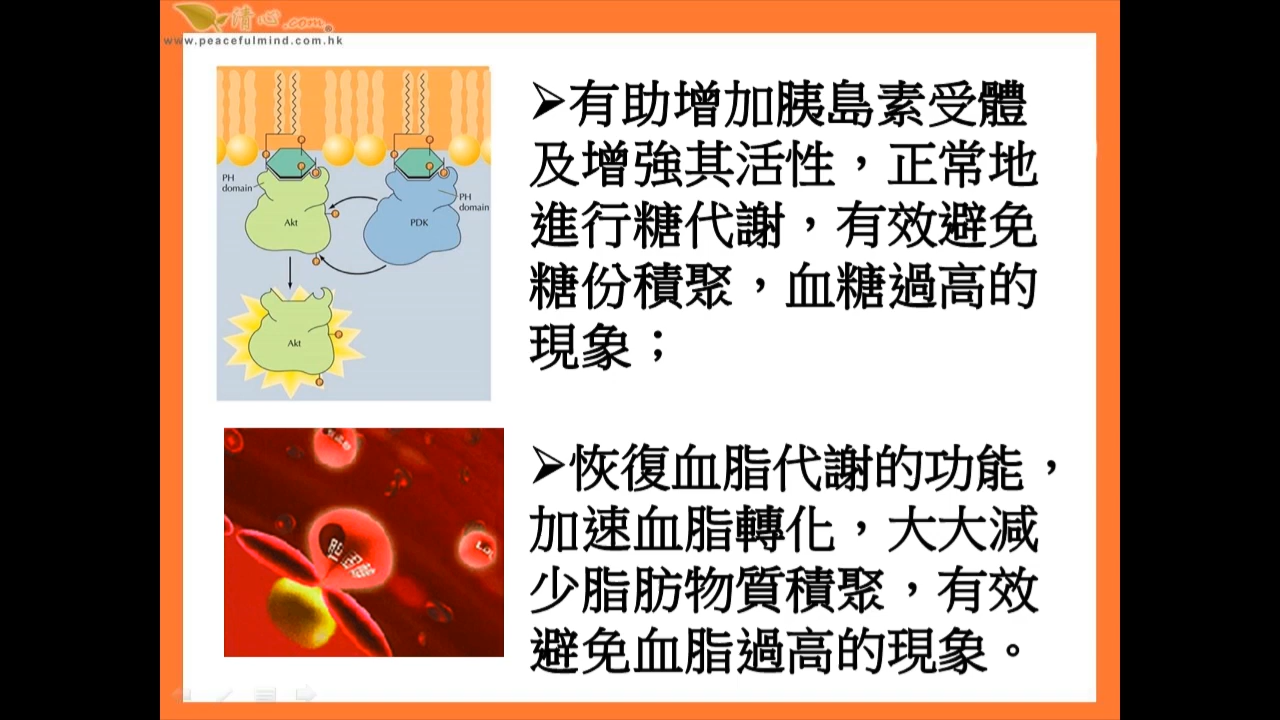 清心.com
www.peacefulmind.com.hk
PH
domain
Akt
PDK
PH
domain
Akt
➢有助增加胰島素受體
及增強其活性，正常地
進行糖代謝，有效避免
糖份積聚，血糖過高的
現象；
➢恢復血脂代謝的功能，
加速血脂轉化，大大減
少脂肪物質積聚，有效
避免血脂過高的現象。